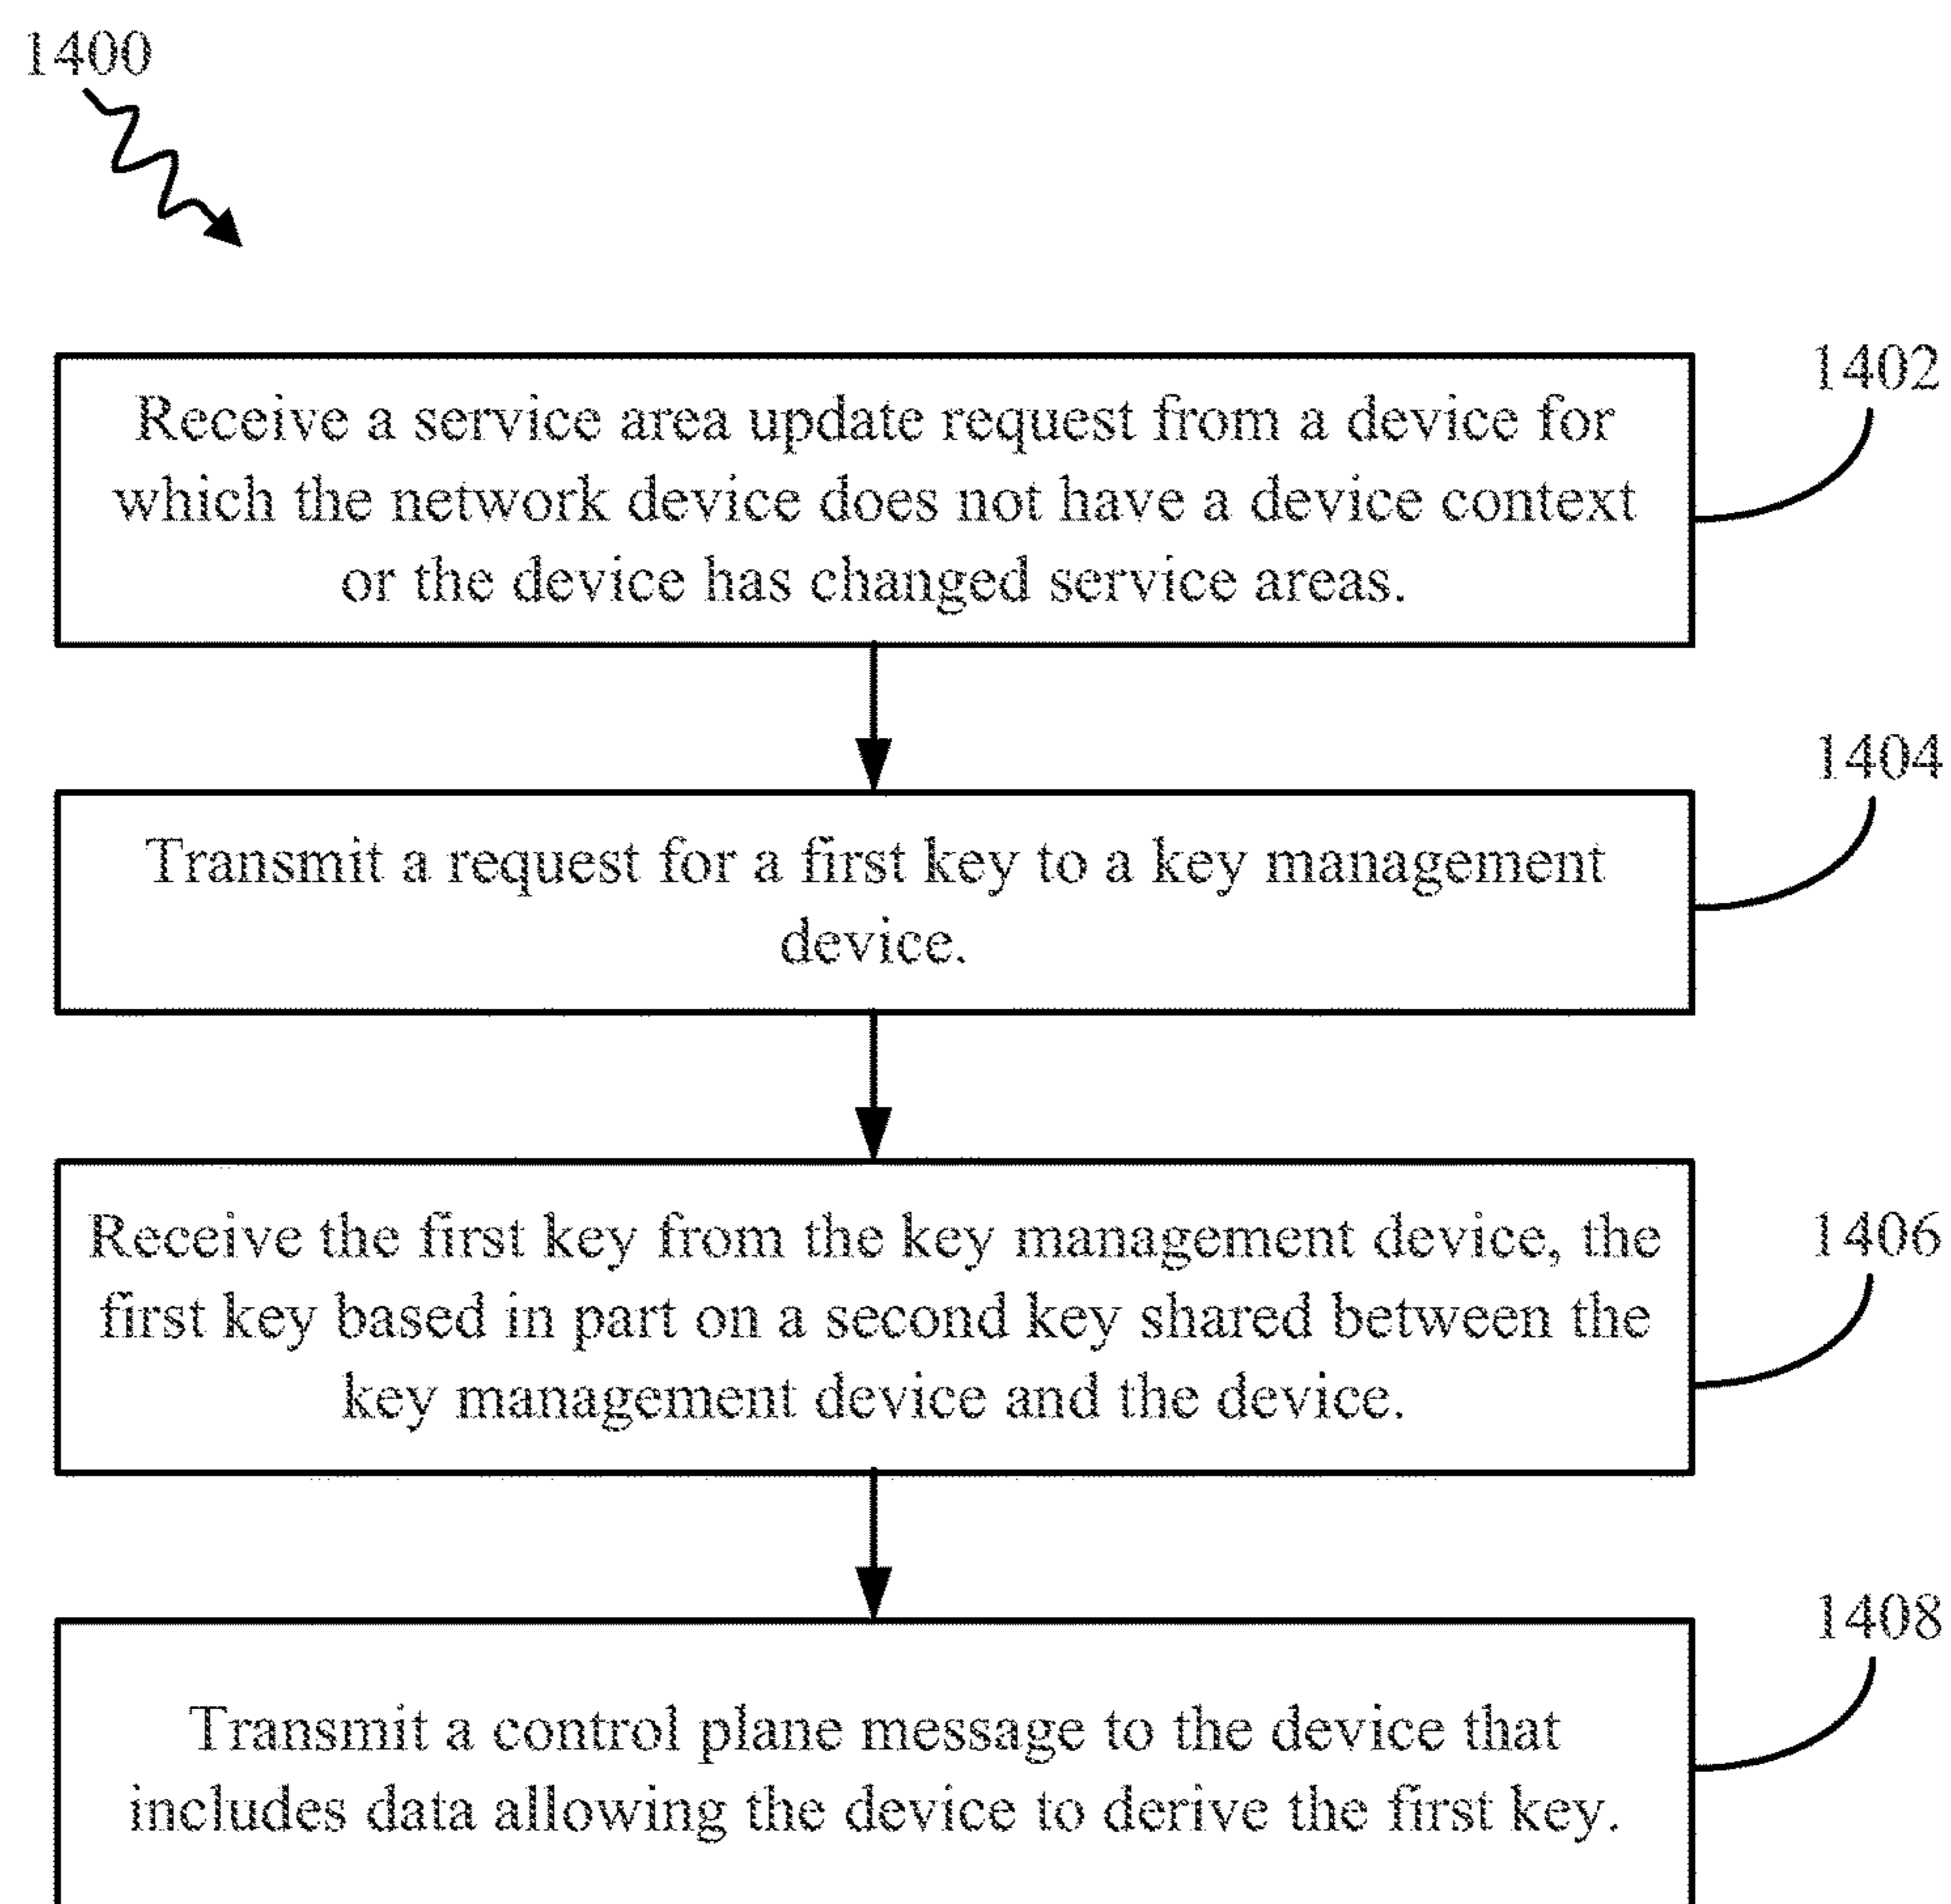 1400
1402
Receive a service area update request from a device for
which the network device does not have a device context
or the device has changed service areas.
1404
Transmit a request for a first key to a key management
device.
1406
Receive the first key from the key management device, the
first key based in part on a second key shared between the
key management device and the device.
1408
Transmit a control plane message to the device that
includes data allowing the device to derive the first key.